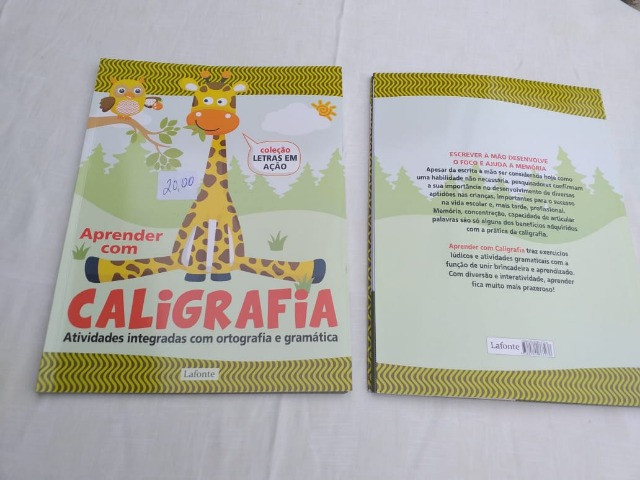 coleção
LETRAS EM
AÇÃO
20,00
Aprender
com
CALIGRAFIA
Atividades integradas com ortografia e gramática
Lafonte
ESCREVER À MÃO DESENVOLVE
O FOCO E AJUDA A MEMÓRIA
Apesar da escrita à mão ser considerada hoje como
uma habilidade não necessária, pesquisadores confirmam
a sua importância no desenvolvimento de diversas
aptidões nas crianças. Importantes para o sucesso
na vida escolar e, mais tarde, profissional.
Memória, concentração, capacidade de articular
palavras são só alguns dos benefícios adquiridos
com a prática da caligrafia.
Aprender com Caligrafia traz exercícios
lúdicos e atividades gramaticais com a
função de unir brincadeira e aprendizado.
Com diversão e interatividade, aprender
fica muito mais prazeroso!
Lafonte